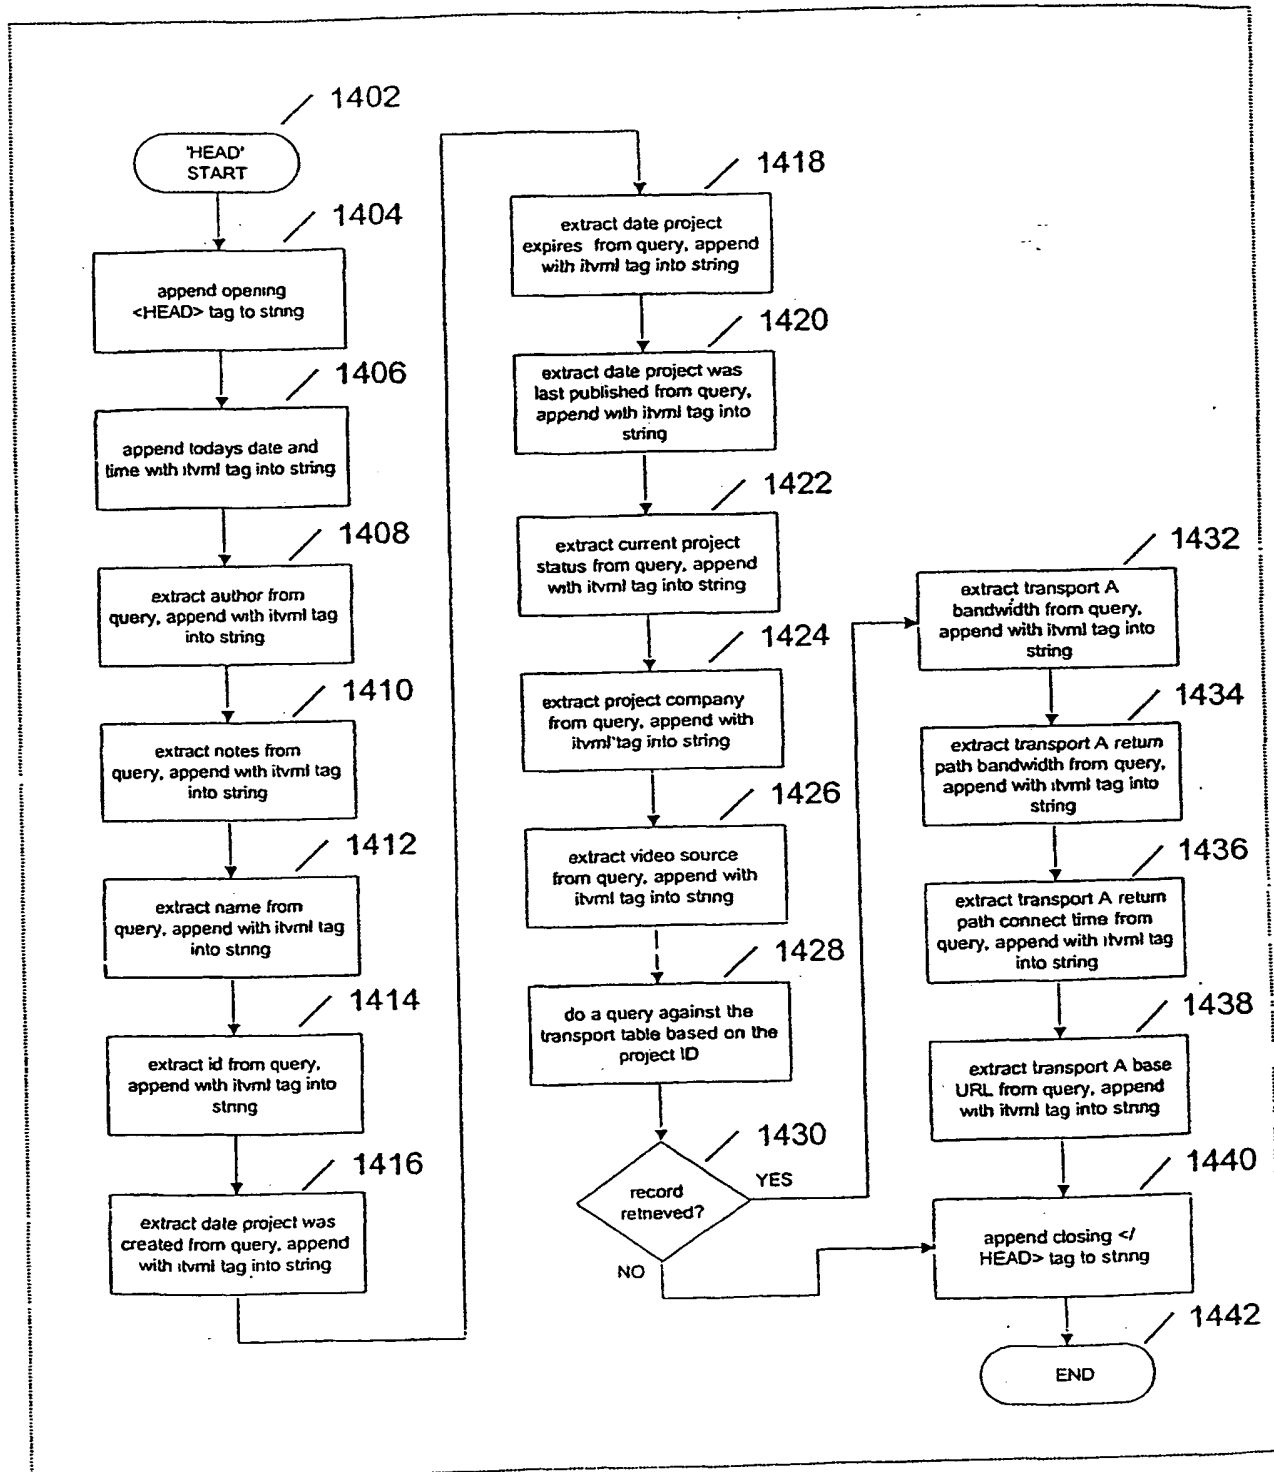 1402
'HEAD'
START
1404
append opening
<HEAD> tag to string
1406
append todays date and
time with itvml tag into string
1408
extract author from
query, append with itvml tag
into string
1410
extract notes from
query, append with itvml tag
into string
1412
extract name from
query, append with itvml tag
into string
1414
extract id from query,
append with itvml tag into
string
1416
extract date project was
created from query, append
with itvml tag into string
1418
extract date project
expires from query, append
with itvml tag into string
1420
extract date project was
last published from query,
append with itvml tag into
string
1422
extract current project
status from query, append
with itvml tag into string
1424
extract project company
from query, append with
itvml tag into string
1426
extract video source
from query, append with
itvml tag into string
1428
do a query against the
transport table based on the
project ID
1430
record
retrieved?
YES
NO
1432
extract transport A
bandwidth from query,
append with itvml tag into
string
1434
extract transport A return
path bandwidth from query,
append with itvml tag into
string
1436
extract transport A return
path connect time from
query, append with itvml tag
into string
1438
extract transport A base
URL from query, append
with itvml tag into string
1440
append closing </
HEAD> tag to string
1442
END